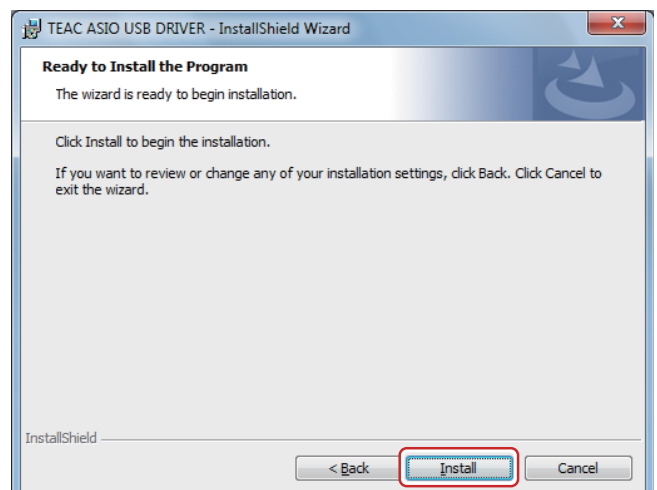 TEAC ASIO USB DRIVER - InstallShield Wizard
Ready to Install the Program
The wizard is ready to begin installation.
Click Install to begin the installation.
If you want to review or change any of your installation settings, click Back. Click Cancel to
exit the wizard.
InstallShield
< Back
Install
Cancel